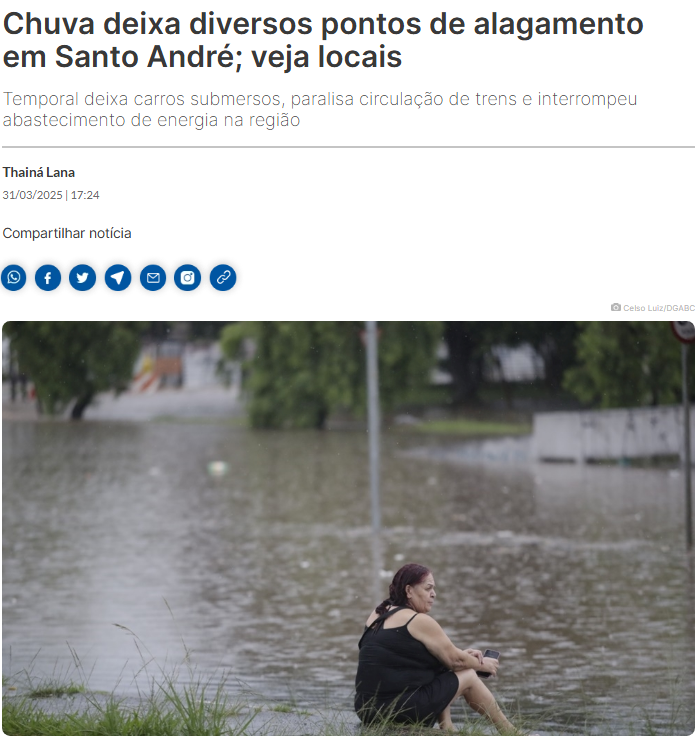 Chuva deixa diversos pontos de alagamento
em Santo André; veja locais
Temporal deixa carros submersos, paralisa circulação de trens e interrompeu
abastecimento de energia na região
Thainá Lana
31/03/2025 | 17:24
Compartilhar notícia
Celso Luiz/DGABC